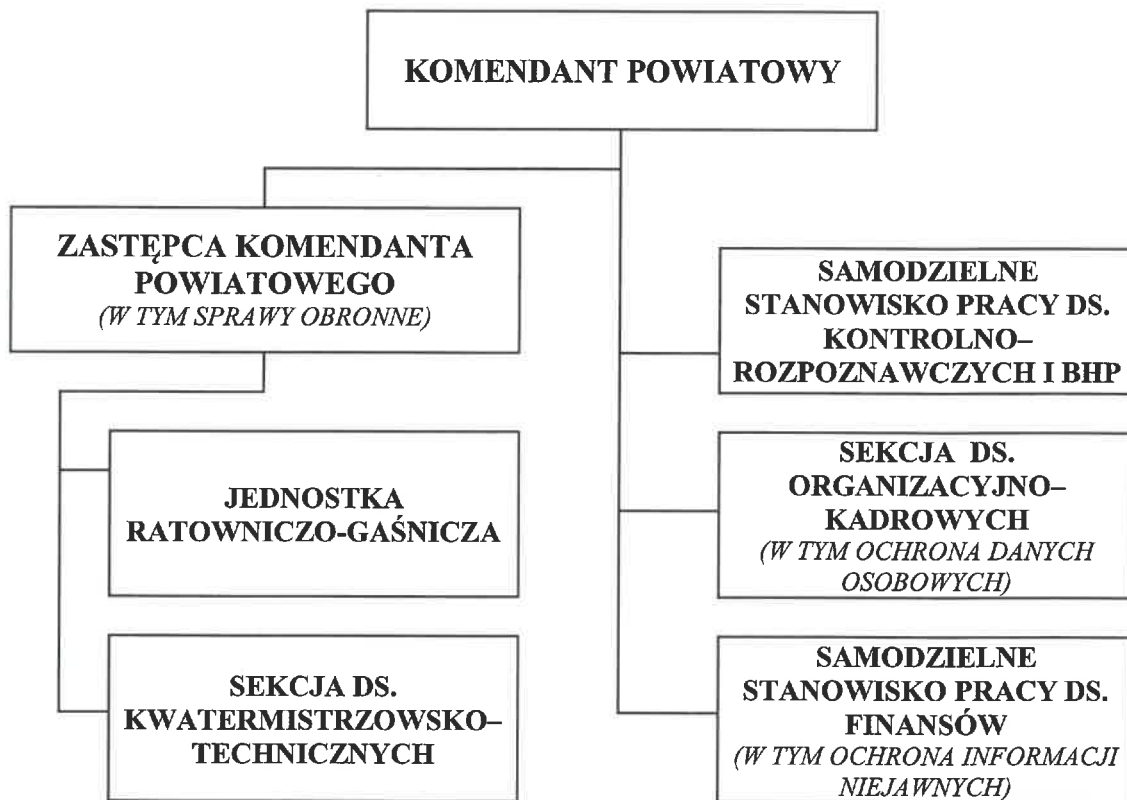 KOMENDANT POWIATOWY
ZASTĘPCA KOMENDANTA
POWIATOWEGO
(W TYM SPRAWY OBRONNE)
JEDNOSTKA
RATOWNICZO-GAŚNICZA
SEKCJA DS.
KWATERMISTRZOWSKO–
TECHNICZNYCH
SAMODZIELNE
STANOWISKO PRACY DS.
KONTROLNO–
ROZPOZNAWCZYCH I BHP
SEKCJA DS.
ORGANIZACYJNO–
KADROWYCH
(W TYM OCHRONA DANYCH
OSOBOWYCH)
SAMODZIELNE
STANOWISKO PRACY DS.
FINANSÓW
(W TYM OCHRONA INFORMACJI
NIEJAWNYCH)